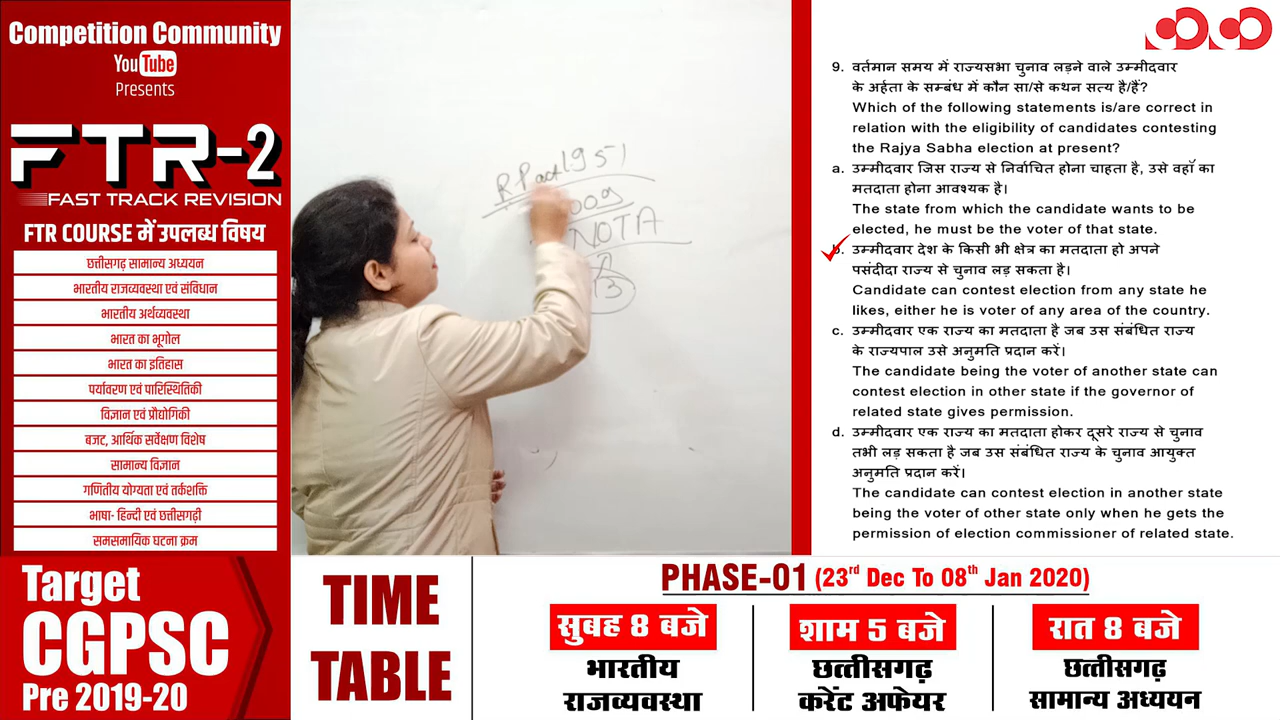 Competition Community
YouTube
Presents
FTR-2
FAST TRACK REVISION
FTR COURSE में उपलब्ध विषय
छत्तीसगढ़ सामान्य अध्ययन
भारतीय राजव्यवस्था एवं संविधान
भारतीय अर्थव्यवस्था
भारत का भूगोल
भारत का इतिहास
पर्यावरण एवं पारिस्थितिकी
विज्ञान एवं प्रौद्योगिकी
बजट, आर्थिक सर्वेक्षण विशेष
सामान्य विज्ञान
गणितीय योग्यता एवं तर्कशक्ति
भाषा- हिन्दी एवं छत्तीसगढ़ी
समसामयिक घटना क्रम
Target
CGPSC
Pre 2019-20
R P act 1951
NOTA
9. वर्तमान समय में राज्यसभा चुनाव लड़ने वाले उम्मीदवार
के अर्हता के सम्बंध में कौन सा/से कथन सत्य है/हैं?
Which of the following statements is/are correct in
relation with the eligibility of candidates contesting
the Rajya Sabha election at present?
a. उम्मीदवार जिस राज्य से निर्वाचित होना चाहता है, उसे वहाँ का
मतदाता होना आवश्यक है।
The state from which the candidate wants to be
elected, he must be the voter of that state.
b. उम्मीदवार देश के किसी भी क्षेत्र का मतदाता हो अपने
पसंदीदा राज्य से चुनाव लड़ सकता है।
Candidate can contest election from any state he
likes, either he is voter of any area of the country.
c. उम्मीदवार एक राज्य का मतदाता है जब उस संबंधित राज्य
के राज्यपाल उसे अनुमति प्रदान करें।
The candidate being the voter of another state can
contest election in other state if the governor of
related state gives permission.
d. उम्मीदवार एक राज्य का मतदाता होकर दूसरे राज्य से चुनाव
तभी लड़ सकता है जब उस संबंधित राज्य के चुनाव आयुक्त
अनुमति प्रदान करें।
The candidate can contest election in another state
being the voter of other state only when he gets the
permission of election commissioner of related state.
TIME
TABLE
PHASE-01 (23rd Dec To 08th Jan 2020)
सुबह 8 बजे
भारतीय
राजव्यवस्था
शाम 5 बजे
छत्तीसगढ़
करेंट अफेयर
रात 8 बजे
छत्तीसगढ़
सामान्य अध्ययन